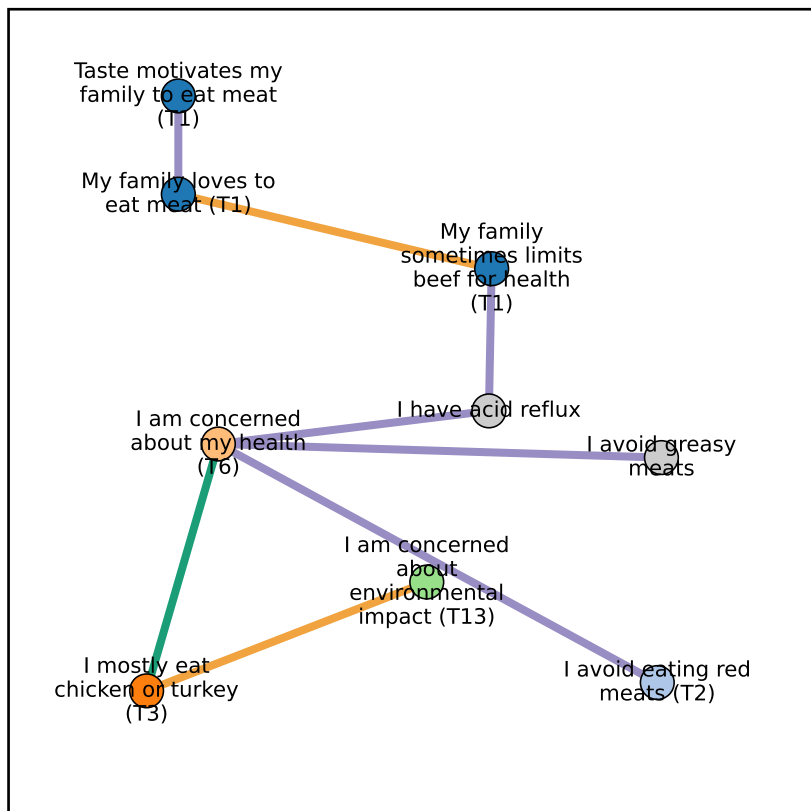 Taste motivates my
family to eat meat
(T1)
My family loves to
eat meat (T1)
My family
sometimes limits
beef for health
(T1)
I have acid reflux
I am concerned
about my health
(T6)
I avoid greasy
meats
I am concerned
about
environmental
impact (T13)
I mostly eat
chicken or turkey
(T3)
I avoid eating red
meats (T2)